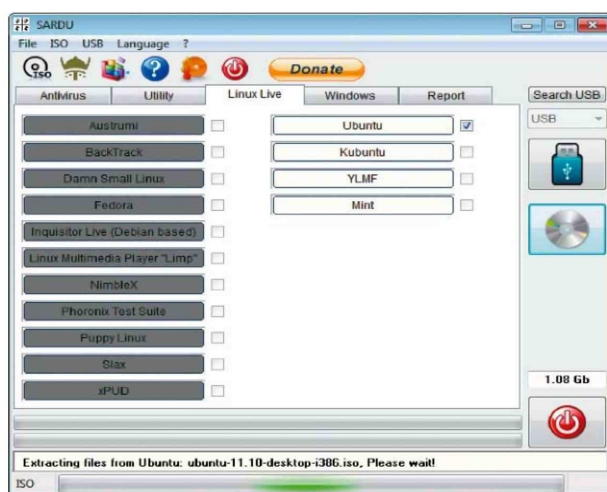 SARDU
File ISO USB Language ?
ISO Donate
Antivirus Utility Linux Live Windows Report Search USB
USB
Austrumi Ubuntu
BackTrack Kubuntu
Damn Small Linux YLMF
Fedora Mint
Inquisitor Live (Debian based)
Linux Multimedia Player "Limp"
NimbleX
Phoronix Test Suite
Puppy Linux
Slax
xPUD
1.08 Gb
Extracting files from Ubuntu: ubuntu-11.10-desktop-i386.iso, Please wait!
ISO